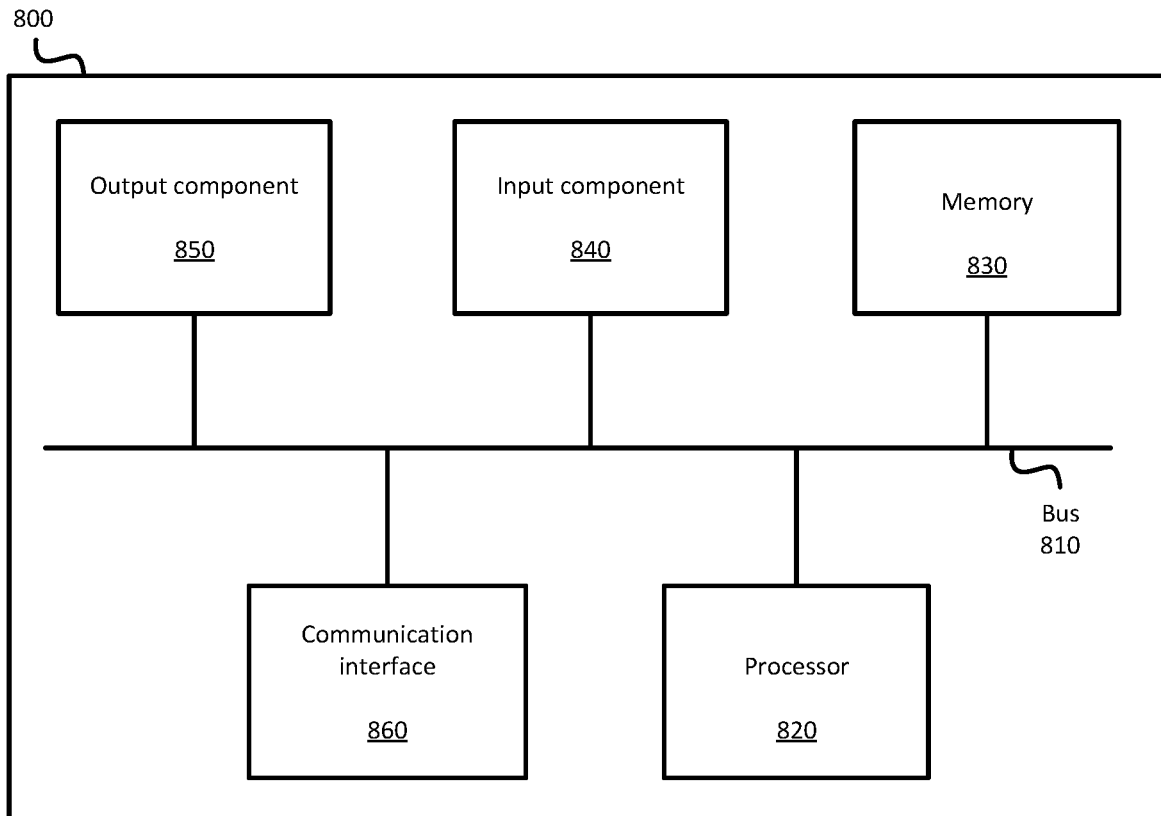 800
Output component
850
Input component
840
Memory
830
Bus
810
Communication
interface
860
Processor
820